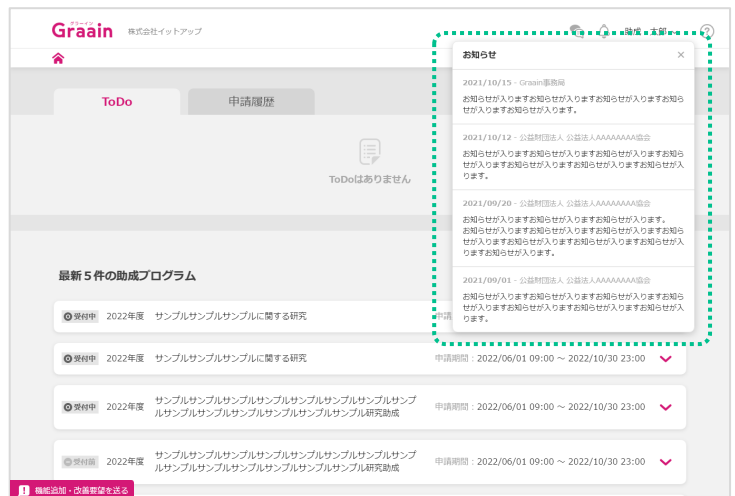 グラーイン
Graain 株式会社イットアップ
助成 太郎
?
お知らせ ×
2021/10/15 - Graain事務局
お知らせが入りますお知らせが入りますお知らせが入りますお知ら
せが入りますお知らせが入ります。
2021/10/12 - 公益財団法人 公益法人AAAAAAAA協会
お知らせが入りますお知らせが入りますお知らせが入りますお知ら
せが入りますお知らせが入りますお知らせが入りますお知らせが入
ります。
2021/09/20 - 公益財団法人 公益法人AAAAAAAA協会
お知らせが入りますお知らせが入りますお知らせが入ります。
お知らせが入りますお知らせが入りますお知らせが入りますお知ら
せが入りますお知らせが入りますお知らせが入りますお知らせが入
りますお知らせが入ります。
2021/09/01 - 公益財団法人 公益法人AAAAAAAA協会
お知らせが入りますお知らせが入りますお知らせが入りますお知ら
せが入りますお知らせが入りますお知らせが入りますお知らせが入
ります。
ToDo 申請履歴
ToDoはありません
最新５件の助成プログラム
受付中 2022年度 サンプルサンプルサンプルに関する研究 申請
受付中 2022年度 サンプルサンプルサンプルに関する研究 申請期間：2022/06/01 09:00 ～ 2022/10/30 23:00
受付中 2022年度 サンプルサンプルサンプルサンプルサンプルサンプルサンプルサンプ
ルサンプルサンプルサンプルサンプルサンプルサンプル研究助成 申請期間：2022/06/01 09:00 ～ 2022/10/30 23:00
受付前 2022年度 サンプルサンプルサンプルサンプルサンプルサンプルサンプルサンプ
ルサンプルサンプルサンプルサンプルサンプルサンプル研究助成 申請期間：2022/06/01 09:00 ～ 2022/10/30 23:00
! 機能追加・改善要望を送る